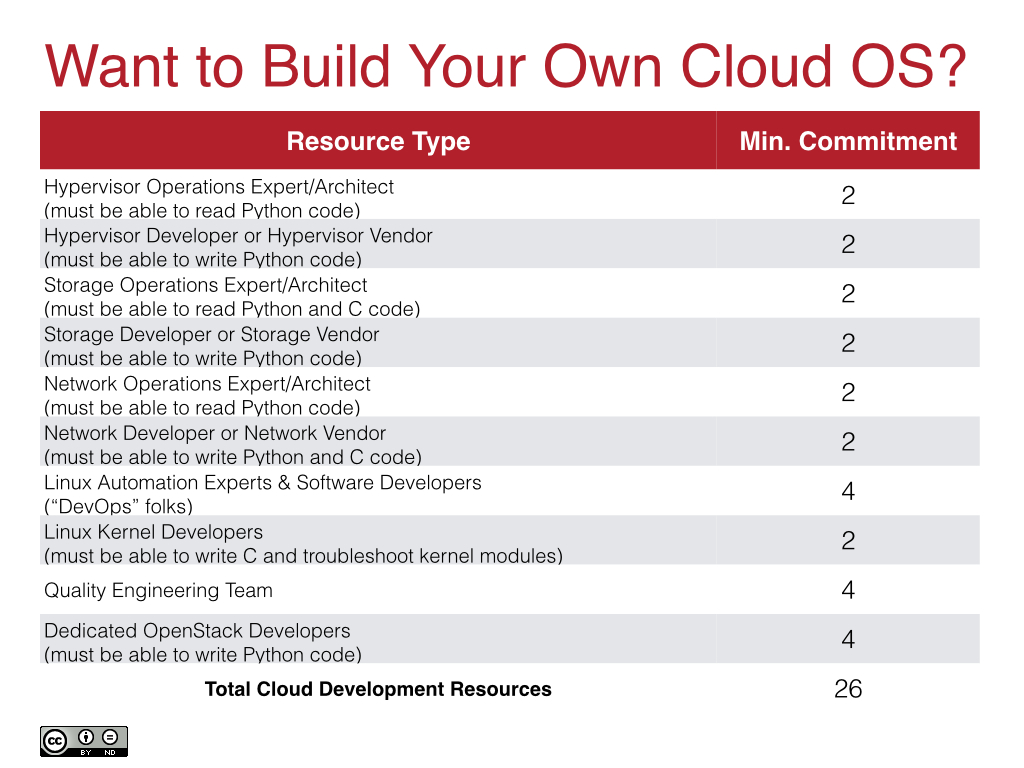 Want to Build Your Own Cloud OS?
Resource Type Min. Commitment
Hypervisor Operations Expert/Architect
(must be able to read Python code) 2
Hypervisor Developer or Hypervisor Vendor
(must be able to write Python code) 2
Storage Operations Expert/Architect
(must be able to read Python and C code) 2
Storage Developer or Storage Vendor
(must be able to write Python code) 2
Network Operations Expert/Architect
(must be able to read Python code) 2
Network Developer or Network Vendor
(must be able to write Python and C code) 2
Linux Automation Experts & Software Developers
(“DevOps” folks) 4
Linux Kernel Developers
(must be able to write C and troubleshoot kernel modules) 2
Quality Engineering Team 4
Dedicated OpenStack Developers
(must be able to write Python code) 4
Total Cloud Development Resources 26
cc BY ND